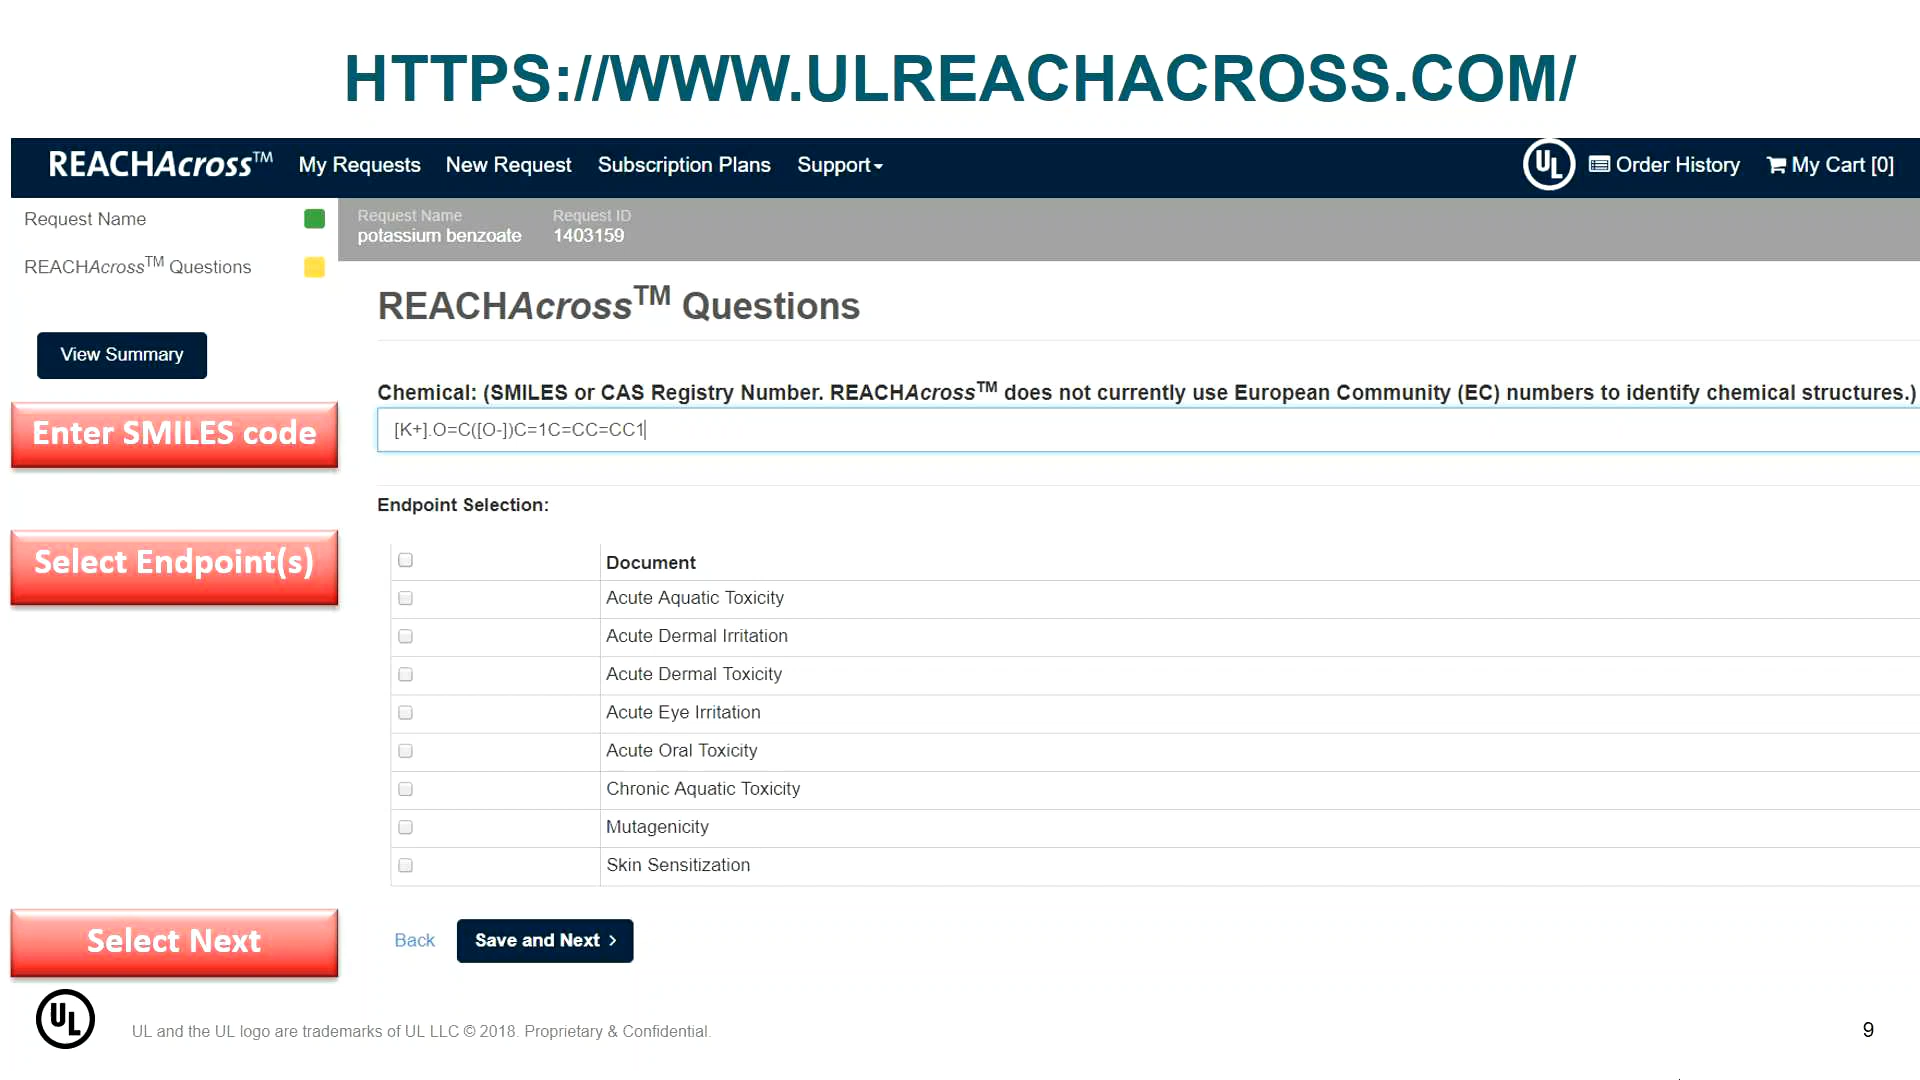 HTTPS://WWW.ULREACHACROSS.COM/
REACHAcross™ My Requests New Request Subscription Plans Support UL Order History My Cart [0]
Request Name
Request Name Request ID
potassium benzoate 1403159
REACHAcross™ Questions
REACHAcross™ Questions
View Summary
Chemical: (SMILES or CAS Registry Number. REACHAcross™ does not currently use European Community (EC) numbers to identify chemical structures.)
Enter SMILES code
[K+].O=C([O-])C=1C=CC=CC1
Endpoint Selection:
Select Endpoint(s)
Document
Acute Aquatic Toxicity
Acute Dermal Irritation
Acute Dermal Toxicity
Acute Eye Irritation
Acute Oral Toxicity
Chronic Aquatic Toxicity
Mutagenicity
Skin Sensitization
Select Next
Back Save and Next >
UL
UL and the UL logo are trademarks of UL LLC © 2018. Proprietary & Confidential.
9